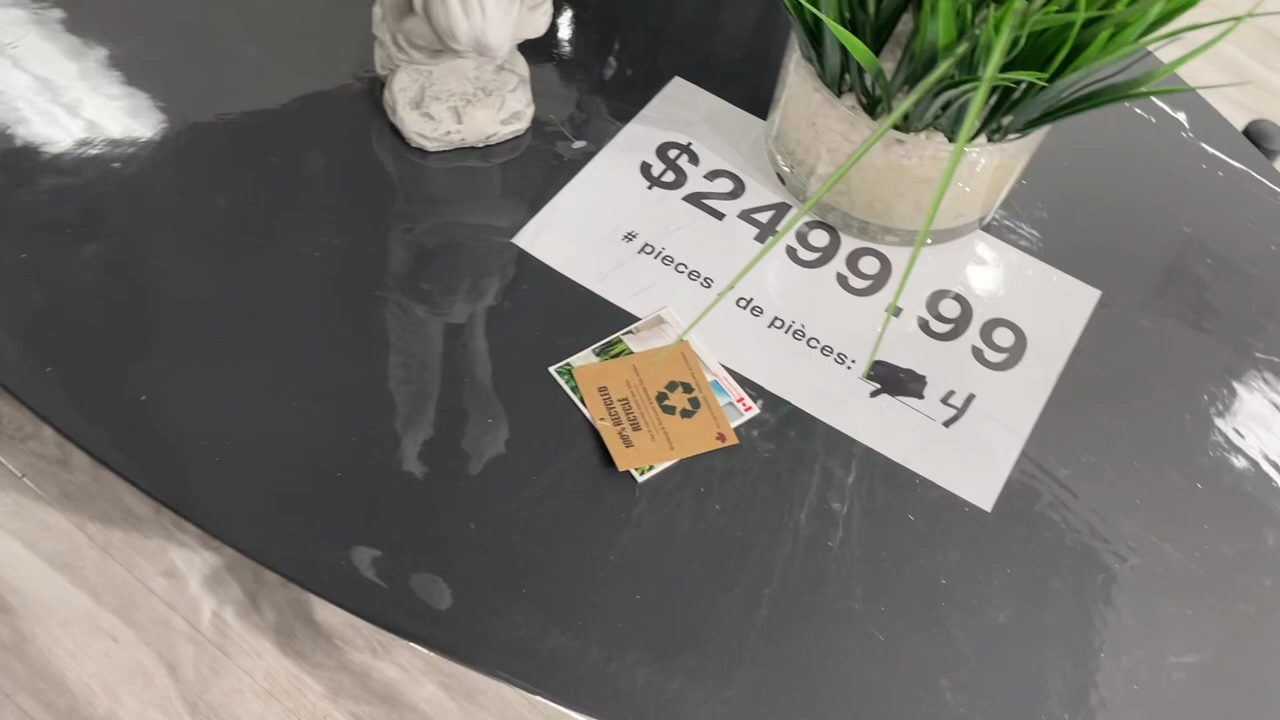 $2499.99
# pieces
de pièces:
4
100% RECYCLED
RECYCLÉ